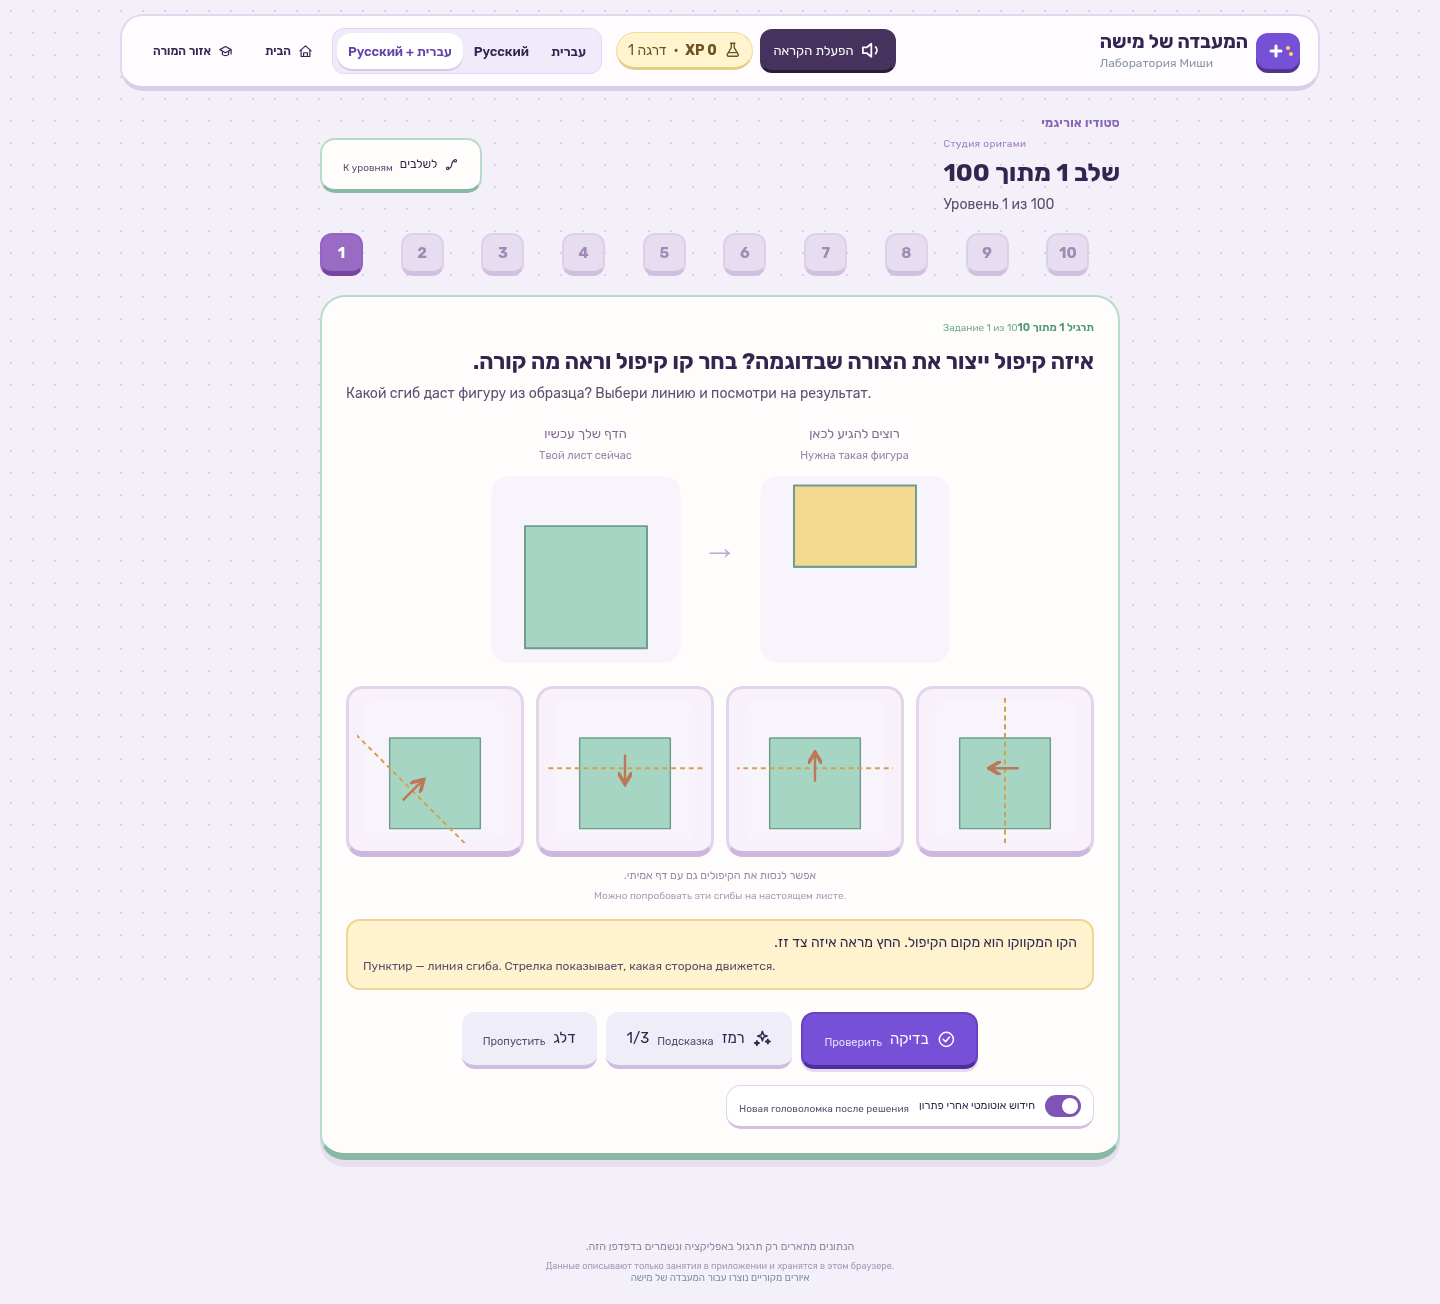 המעבדה של מישה
Лаборатория Миши
הפעלת הקראה
XP 0 • דרגה 1
עברית
Русский
עברית + Русский
הבית
אזור המורה
סטודיו אוריגמי
Студия оригами
שלב 1 מתוך 100
Уровень 1 из 100
לשלבים К уровням
1 2 3 4 5 6 7 8 9 10
תרגיל 1 מתוך 10 Задание 1 из 10
איזה קיפול ייצור את הצורה שבדוגמה? בחר קו קיפול וראה מה קורה.
Какой сгиб даст фигуру из образца? Выбери линию и посмотри на результат.
רוצים להגיע לכאן
Нужна такая фигура
→
הדף שלך עכשיו
Твой лист сейчас
אפשר לנסות את הקיפולים גם עם דף אמיתי.
Можно попробовать эти сгибы на настоящем листе.
הקו המקווקו הוא מקום הקיפול. החץ מראה איזה צד זז.
Пунктир — линия сгиба. Стрелка показывает, какая сторона движется.
בדיקה Проверить
רמז Подсказка 1/3
דלג Пропустить
חידוש אוטומטי אחרי פתרון Новая головоломка после решения
הנתונים מתארים רק תרגול באפליקציה ונשמרים בדפדפן הזה.
Данные описывают только занятия в приложении и хранятся в этом браузере.
איורים מקוריים נוצרו עבור המעבדה של מישה